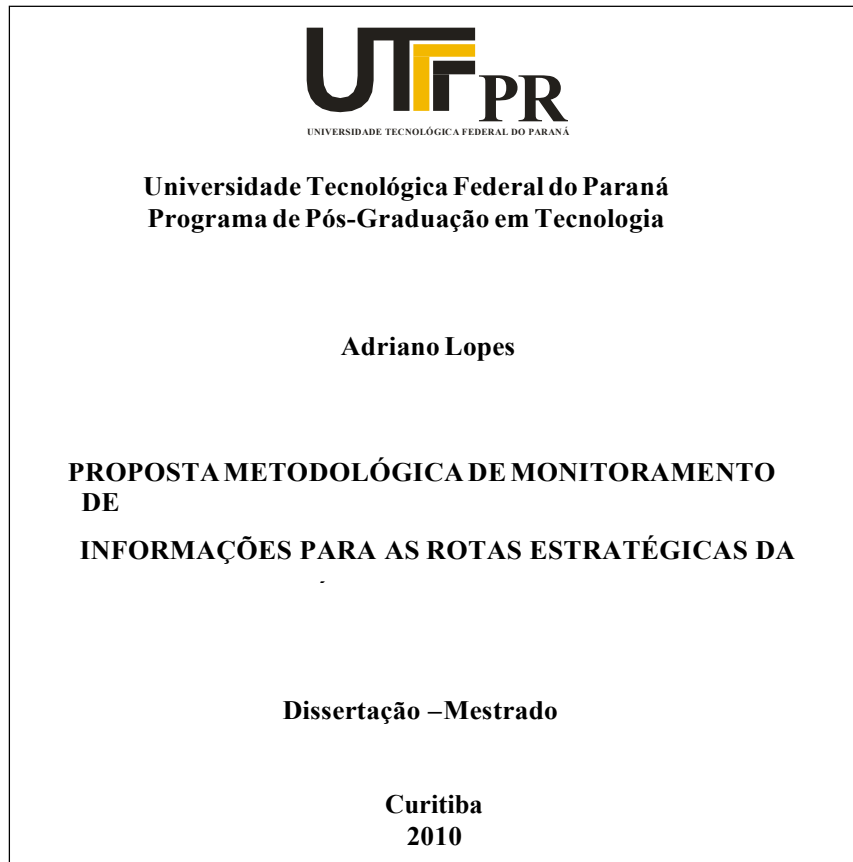 UTFPR
UNIVERSIDADE TECNOLÓGICA FEDERAL DO PARANÁ
Universidade Tecnológica Federal do Paraná
Programa de Pós-Graduação em Tecnologia
Adriano Lopes
PROPOSTA METODOLÓGICA DE MONITORAMENTO
DE
INFORMAÇÕES PARA AS ROTAS ESTRATÉGICAS DA
Dissertação –Mestrado
Curitiba
2010